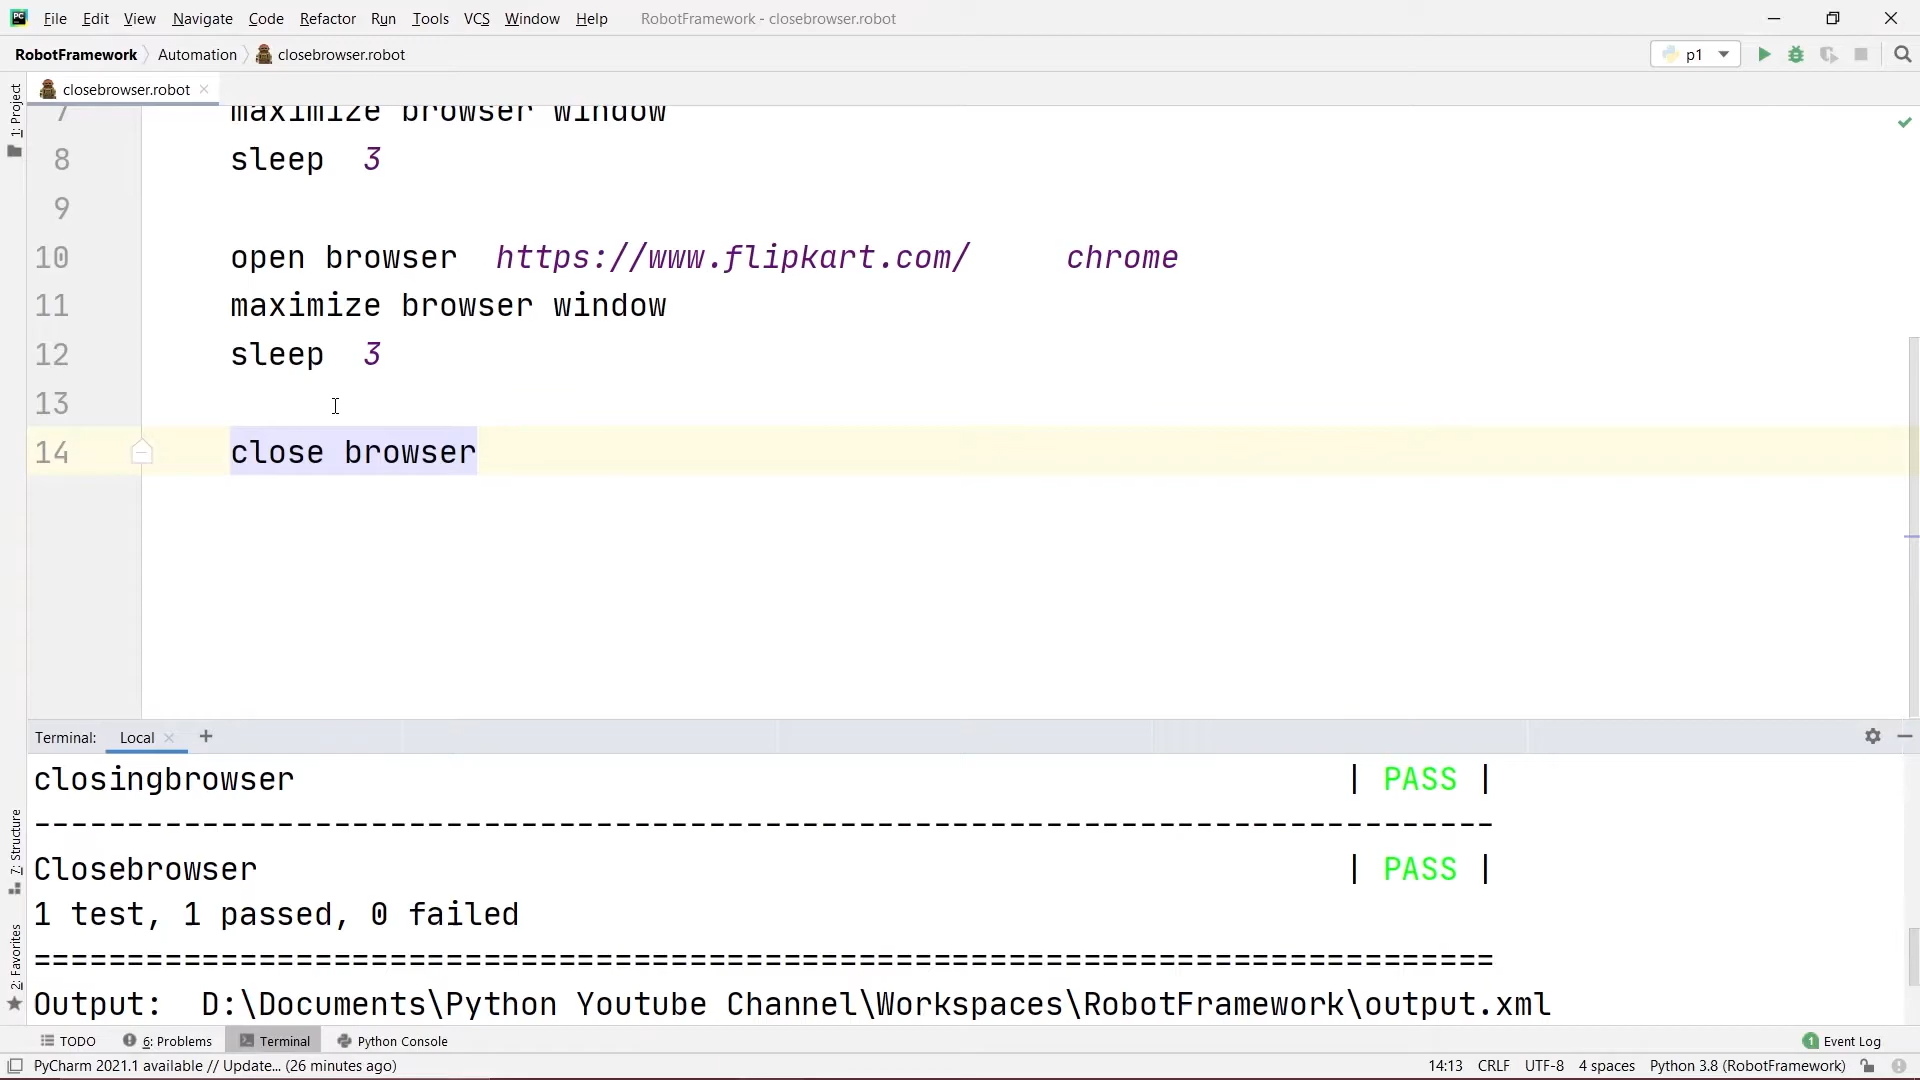 PC File Edit View Navigate Code Refactor Run Tools VCS Window Help RobotFramework - closebrowser.robot
RobotFramework Automation closebrowser.robot p1
closebrowser.robot
1: Project
7 maximize browser window
8 sleep 3
9
10 open browser https://www.flipkart.com/ chrome
11 maximize browser window
12 sleep 3
13
14 close browser
Terminal: Local
closingbrowser | PASS |
------------------------------------------------------------------------------
Closebrowser | PASS |
1 test, 1 passed, 0 failed
==============================================================================
Output: D:\Documents\Python Youtube Channel\Workspaces\RobotFramework\output.xml
7: Structure
2: Favorites
TODO 6: Problems Terminal Python Console 1 Event Log
PyCharm 2021.1 available // Update... (26 minutes ago) 14:13 CRLF UTF-8 4 spaces Python 3.8 (RobotFramework)